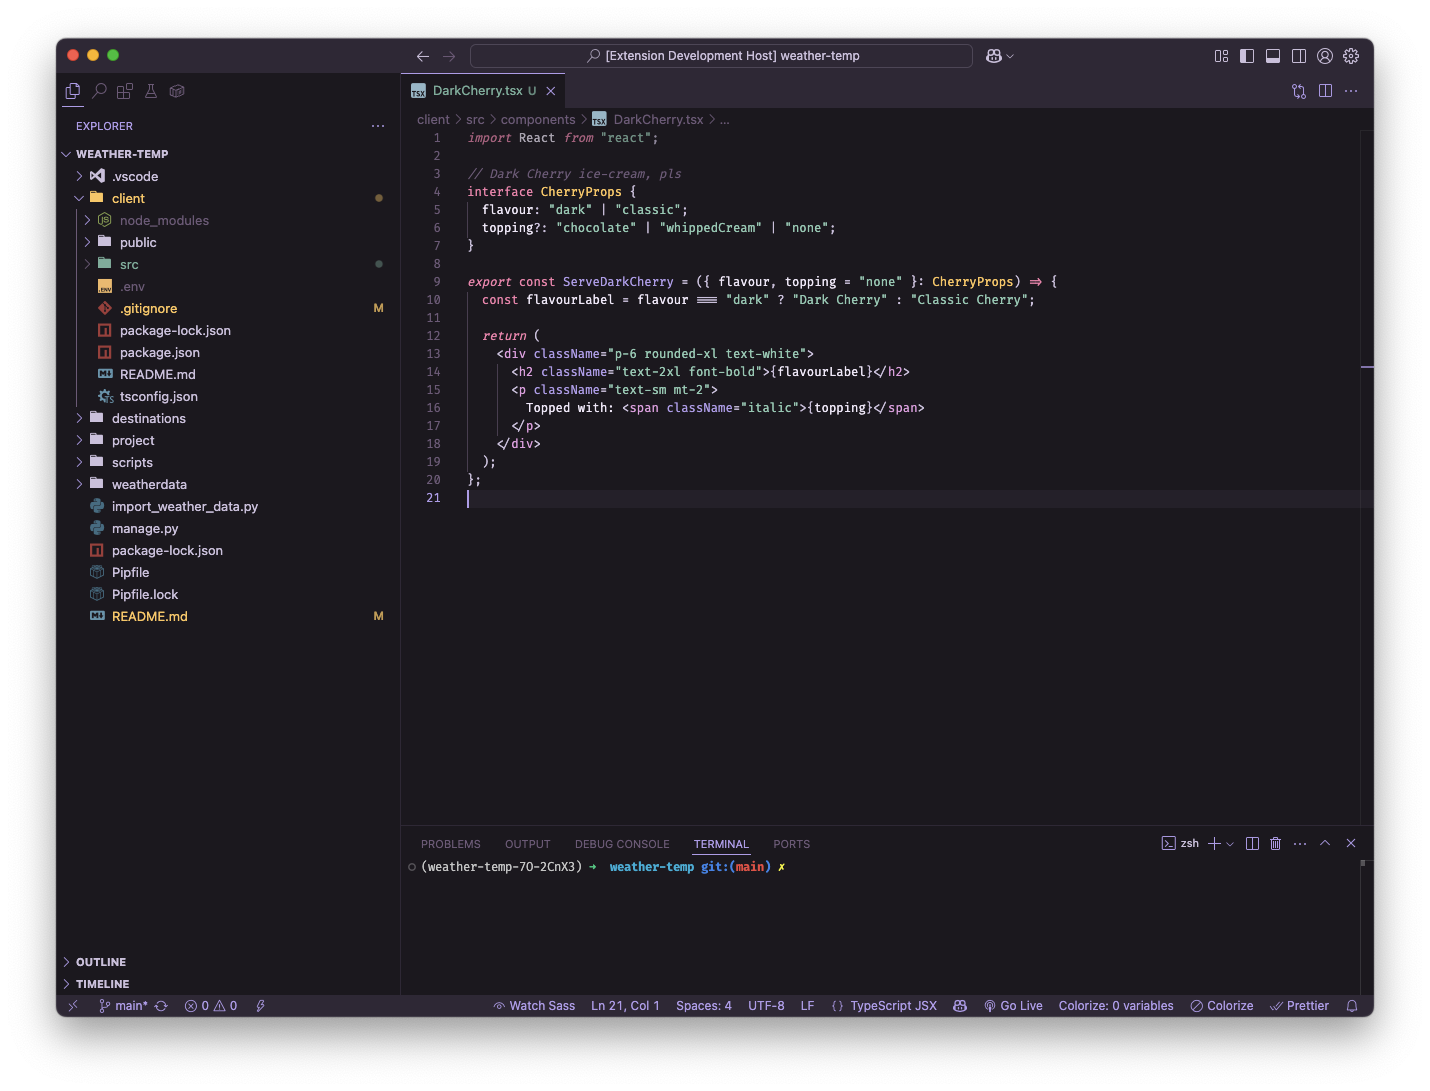 [Extension Development Host] weather-temp
EXPLORER
WEATHER-TEMP
.vscode
client
node_modules
public
src
.env
.gitignore M
package-lock.json
package.json
README.md
tsconfig.json
destinations
project
scripts
weatherdata
import_weather_data.py
manage.py
package-lock.json
Pipfile
Pipfile.lock
README.md M
OUTLINE
TIMELINE
TSX DarkCherry.tsx U
client > src > components > TSX DarkCherry.tsx > ...
1 import React from "react";
2
3 // Dark Cherry ice-cream, pls
4 interface CherryProps {
5 flavour: "dark" | "classic";
6 topping?: "chocolate" | "whippedCream" | "none";
7 }
8
9 export const ServeDarkCherry = ({ flavour, topping = "none" }: CherryProps) => {
10 const flavourLabel = flavour === "dark" ? "Dark Cherry" : "Classic Cherry";
11
12 return (
13 <div className="p-6 rounded-xl text-white">
14 <h2 className="text-2xl font-bold">{flavourLabel}</h2>
15 <p className="text-sm mt-2">
16 Topped with: <span className="italic">{topping}</span>
17 </p>
18 </div>
19 );
20 };
21
PROBLEMS OUTPUT DEBUG CONSOLE TERMINAL PORTS zsh
(weather-temp-7O-2CnX3) ➜ weather-temp git:(main) ✗
main* 0 0 Watch Sass Ln 21, Col 1 Spaces: 4 UTF-8 LF {} TypeScript JSX Go Live Colorize: 0 variables Colorize Prettier